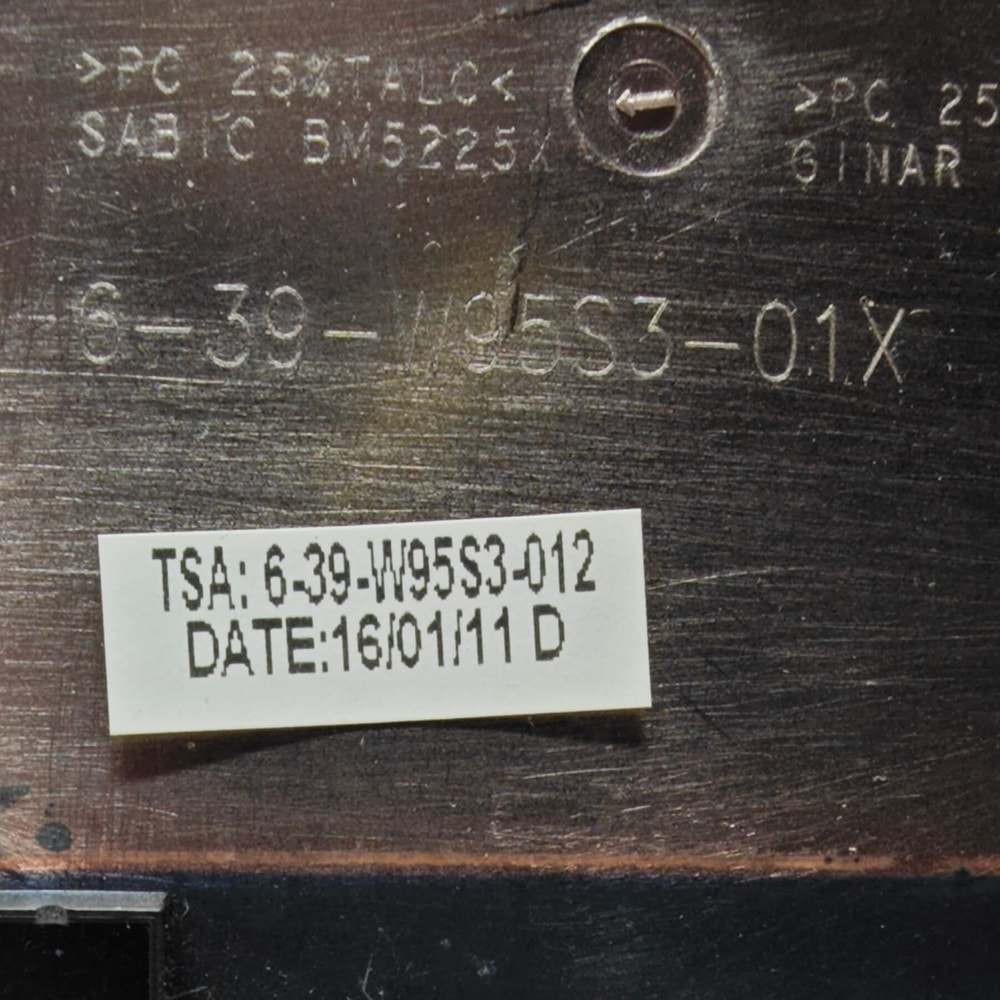 >PC 25%TALC<
SABIC BM5225X
>PC 25
GINAR
6-39-W95S3-01X
TSA: 6-39-W95S3-012
DATE:16/01/11 D